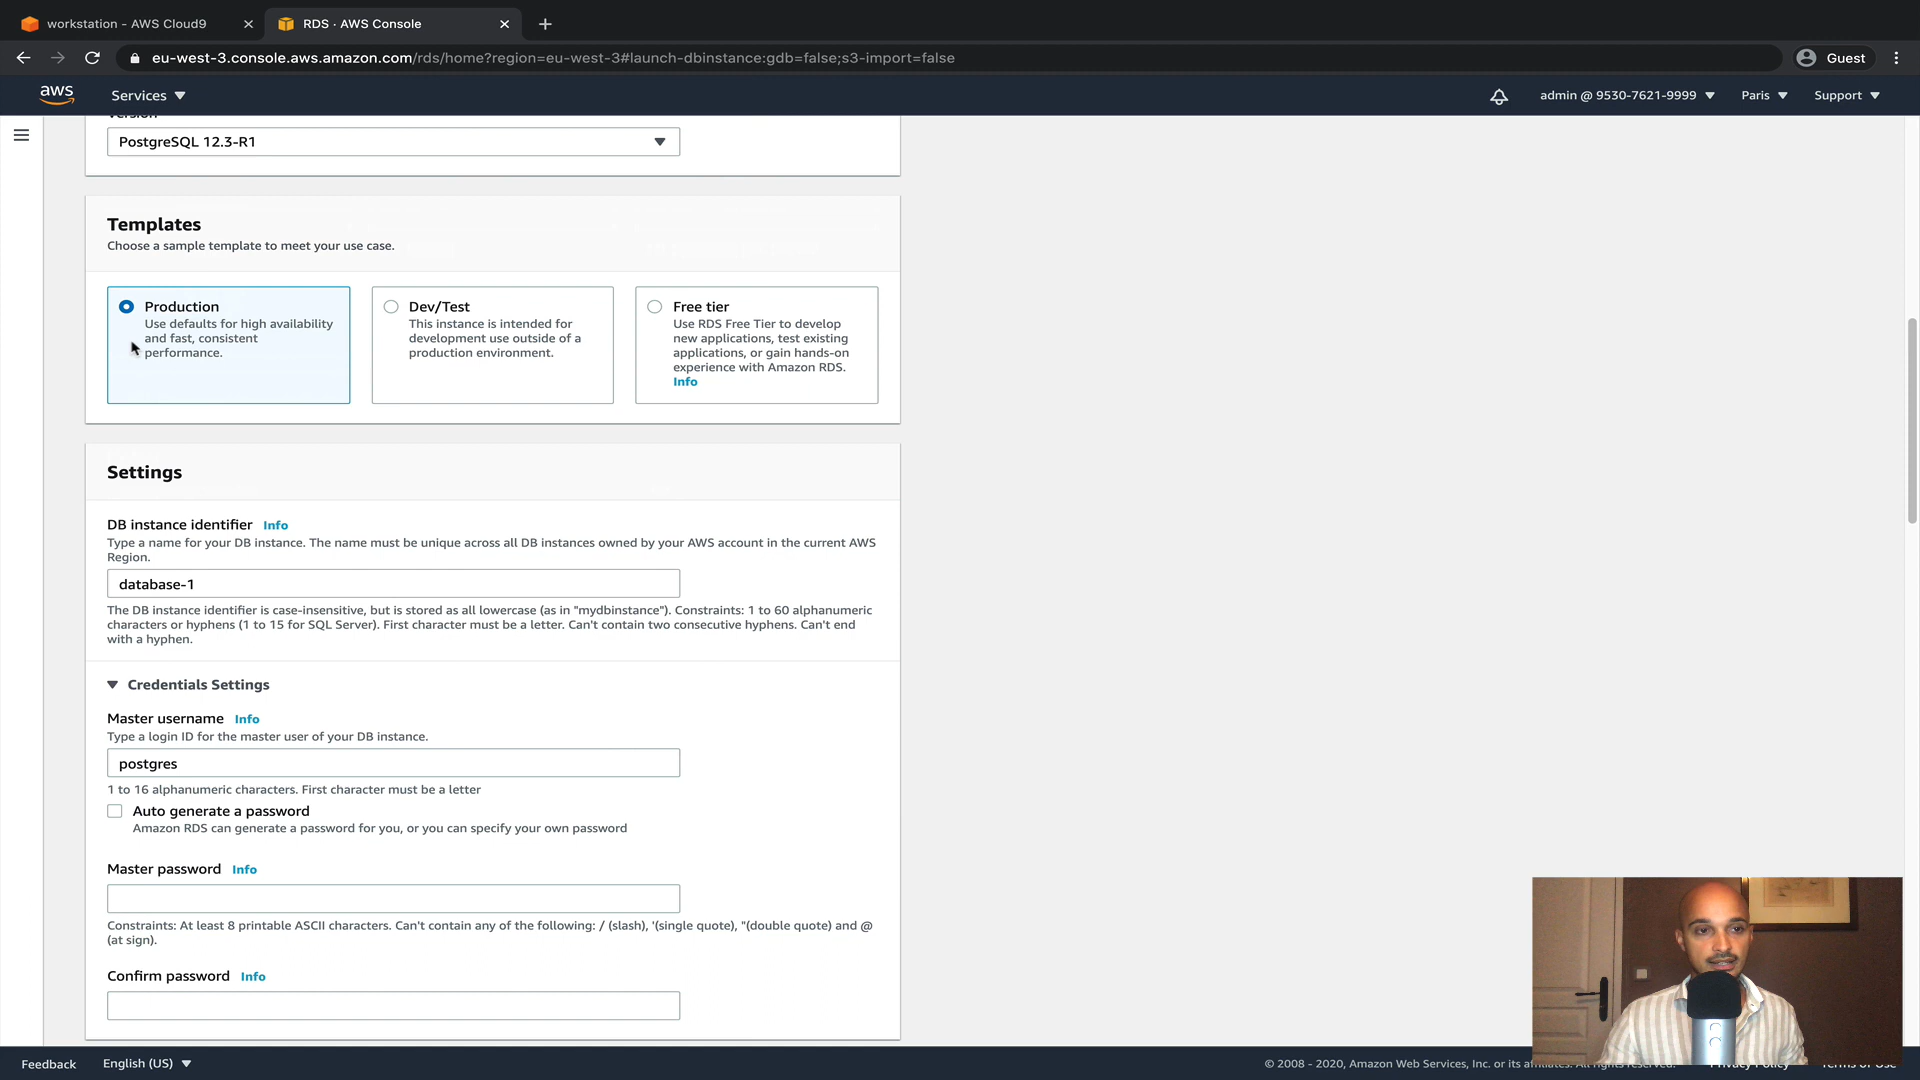 workstation - AWS Cloud9
RDS · AWS Console
eu-west-3.console.aws.amazon.com/rds/home?region=eu-west-3#launch-dbinstance:gdb=false;s3-import=false
Guest
aws
Services
admin @ 9530-7621-9999
Paris
Support
Version
PostgreSQL 12.3-R1
Templates
Choose a sample template to meet your use case.
Production
Use defaults for high availability
and fast, consistent
performance.
Dev/Test
This instance is intended for
development use outside of a
production environment.
Free tier
Use RDS Free Tier to develop
new applications, test existing
applications, or gain hands-on
experience with Amazon RDS.
Info
Settings
DB instance identifier Info
Type a name for your DB instance. The name must be unique across all DB instances owned by your AWS account in the current AWS
Region.
database-1
The DB instance identifier is case-insensitive, but is stored as all lowercase (as in "mydbinstance"). Constraints: 1 to 60 alphanumeric
characters or hyphens (1 to 15 for SQL Server). First character must be a letter. Can't contain two consecutive hyphens. Can't end
with a hyphen.
Credentials Settings
Master username Info
Type a login ID for the master user of your DB instance.
postgres
1 to 16 alphanumeric characters. First character must be a letter
Auto generate a password
Amazon RDS can generate a password for you, or you can specify your own password
Master password Info
Constraints: At least 8 printable ASCII characters. Can't contain any of the following: / (slash), '(single quote), "(double quote) and @
(at sign).
Confirm password Info
Feedback
English (US)
© 2008 - 2020, Amazon Web Services, Inc. or its affiliates. All rights reserved.
Privacy Policy
Terms of Use